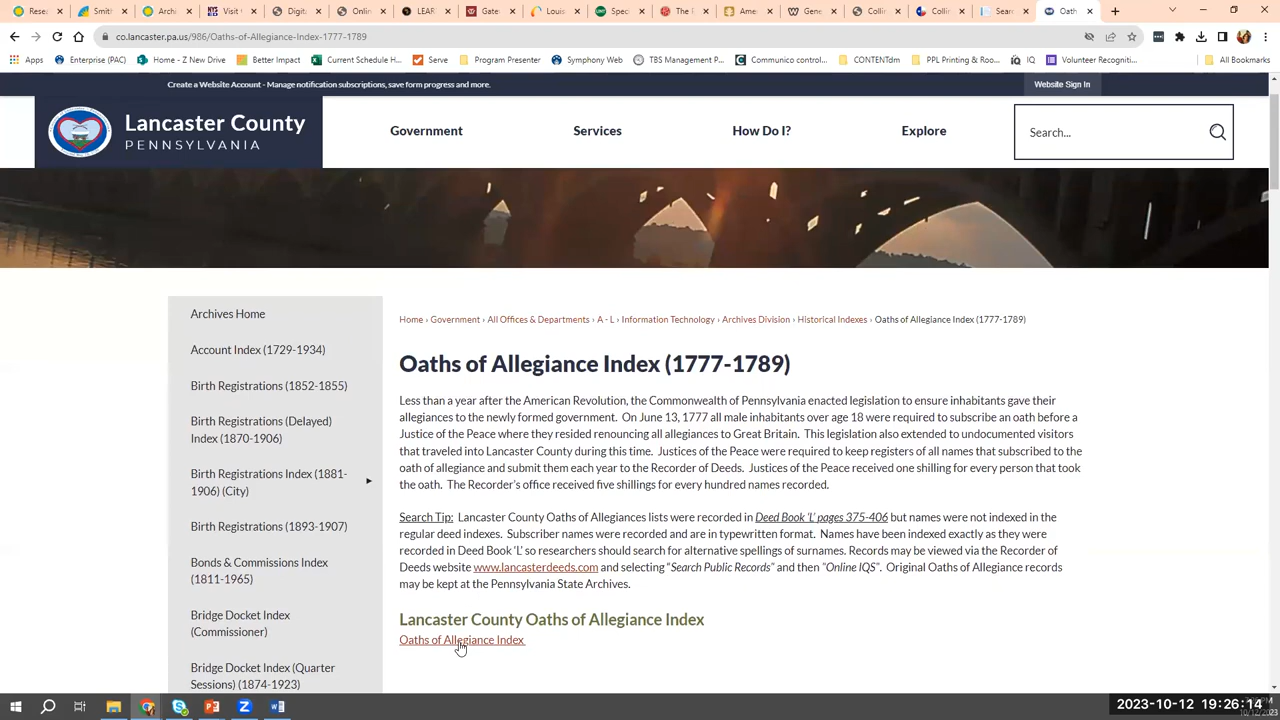 Rese
Smit
Archi
Visit
Digit
Onlin
LEAR
Gate
Louis
Spec
The R
Ame
Gene
Collin
Colli
Searc
Oath
co.lancaster.pa.us/986/Oaths-of-Allegiance-Index-1777-1789
Apps Enterprise (PAC) Home - Z New Drive Better Impact Current Schedule H... Serve Program Presenter Symphony Web TBS Management P... Communico control... CONTENTdm PPL Printing & Roo... IQ Volunteer Recogniti... All Bookmarks
Create a Website Account - Manage notification subscriptions, save form progress and more. Website Sign In
Lancaster County
PENNSYLVANIA
Government Services How Do I? Explore Search...
Archives Home
Account Index (1729-1934)
Birth Registrations (1852-1855)
Birth Registrations (Delayed)
Index (1870-1906)
Birth Registrations Index (1881-
1906) (City)
Birth Registrations (1893-1907)
Bonds & Commissions Index
(1811-1965)
Bridge Docket Index
(Commissioner)
Bridge Docket Index (Quarter
Sessions) (1874-1923)
Home › Government › All Offices & Departments › A - L › Information Technology › Archives Division › Historical Indexes › Oaths of Allegiance Index (1777-1789)
Oaths of Allegiance Index (1777-1789)
Less than a year after the American Revolution, the Commonwealth of Pennsylvania enacted legislation to ensure inhabitants gave their
allegiances to the newly formed government. On June 13, 1777 all male inhabitants over age 18 were required to subscribe an oath before a
Justice of the Peace where they resided renouncing all allegiances to Great Britain. This legislation also extended to undocumented visitors
that traveled into Lancaster County during this time. Justices of the Peace were required to keep registers of all names that subscribed to the
oath of allegiance and submit them each year to the Recorder of Deeds. Justices of the Peace received one shilling for every person that took
the oath. The Recorder's office received five shillings for every hundred names recorded.
Search Tip: Lancaster County Oaths of Allegiances lists were recorded in Deed Book 'L' pages 375-406 but names were not indexed in the
regular deed indexes. Subscriber names were recorded and are in typewritten format. Names have been indexed exactly as they were
recorded in Deed Book 'L' so researchers should search for alternative spellings of surnames. Records may be viewed via the Recorder of
Deeds website www.lancasterdeeds.com and selecting "Search Public Records" and then "Online IQS". Original Oaths of Allegiance records
may be kept at the Pennsylvania State Archives.
Lancaster County Oaths of Allegiance Index
Oaths of Allegiance Index
2023-10-12 19:26:14